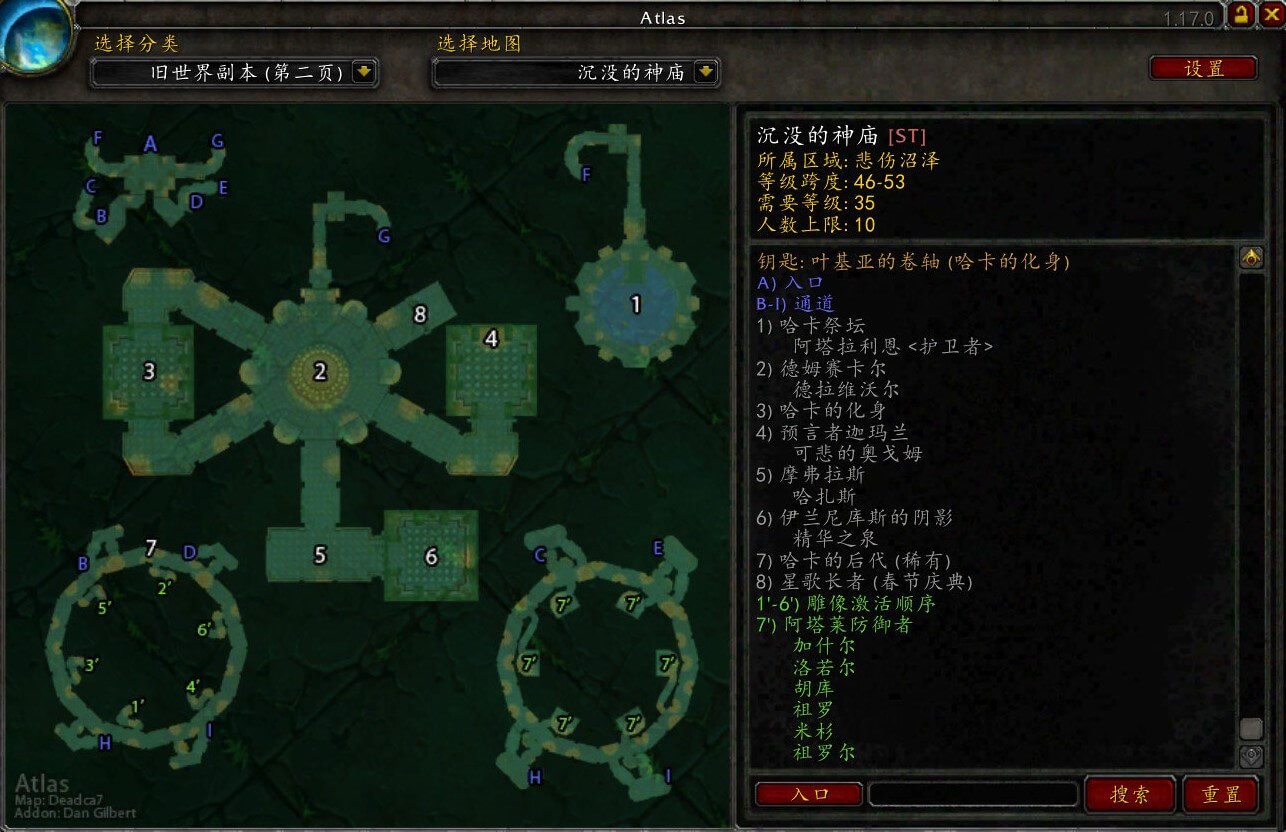 Atlas
1.17.0
选择分类
选择地图
旧世界副本 (第二页)
沉没的神庙
设置
F
A
G
C
E
B
D
F
G
8
1
4
3
2
沉没的神庙 [ST]
所属区域: 悲伤沼泽
等级跨度: 46-53
需要等级: 35
人数上限: 10
钥匙: 叶基亚的卷轴 (哈卡的化身)
A) 入口
B-I) 通道
1) 哈卡祭坛
阿塔拉利恩 <护卫者>
2) 德姆赛卡尔
德拉维沃尔
3) 哈卡的化身
4) 预言者迦玛兰
可悲的奥戈姆
5) 摩弗拉斯
哈扎斯
6) 伊兰尼库斯的阴影
精华之泉
7) 哈卡的后代 (稀有)
8) 星歌长者 (春节庆典)
1'-6') 雕像激活顺序
7') 阿塔莱防御者
加什尔
洛若尔
胡库
祖罗
米杉
祖罗尔
5
6
B
7
D
2'
5'
6'
3'
4'
1'
H
I
C
E
7'
7'
7'
7'
7'
7'
H
I
Atlas
Map: Deadca7
Addon: Dan Gilbert
入口
搜索
重置